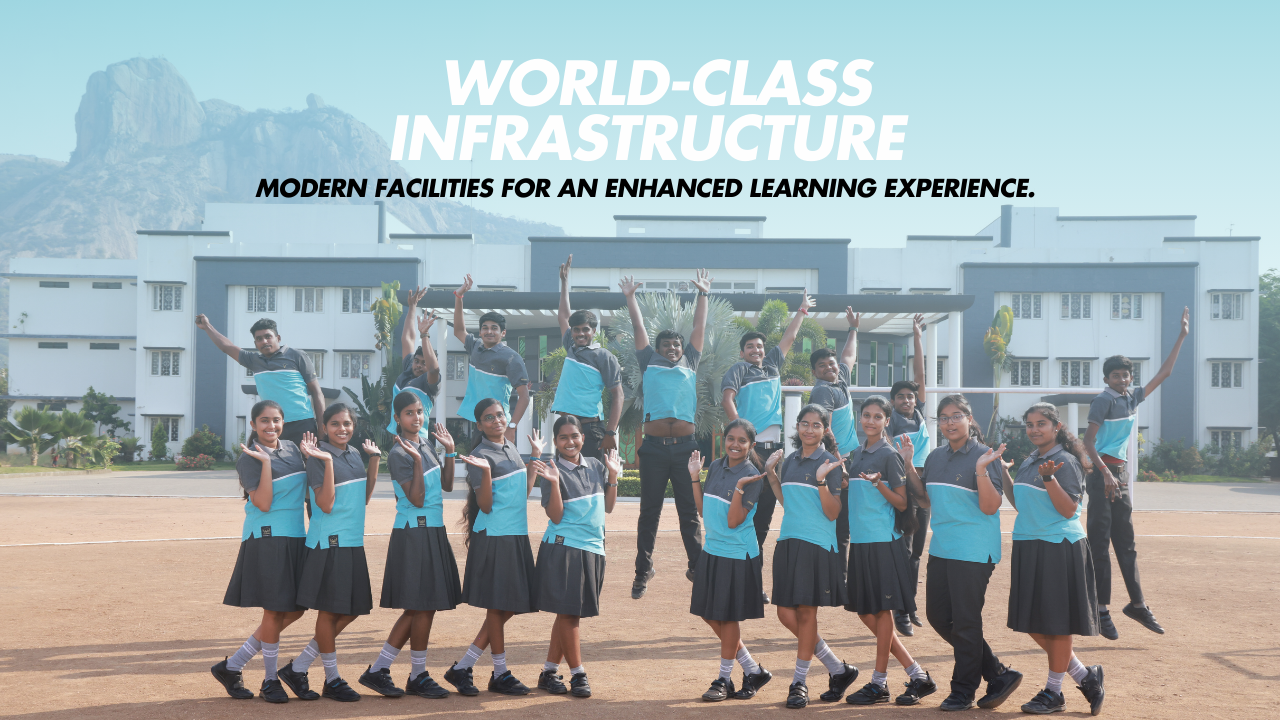 WORLD-CLASS
INFRASTRUCTURE
MODERN FACILITIES FOR AN ENHANCED LEARNING EXPERIENCE.